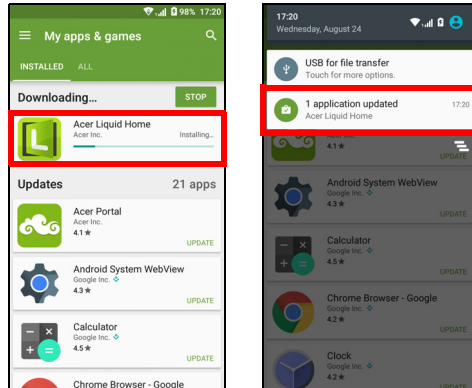 98% 17:20
My apps & games
INSTALLED ALL
Downloading... STOP
Acer Liquid Home
Acer Inc. Installing..
Updates 21 apps
Acer Portal
Acer Inc.
4.1★
UPDATE
Android System WebView
Google Inc.
4.3★
UPDATE
Calculator
Google Inc.
4.5★
UPDATE
Chrome Browser - Google
17:20
Wednesday, August 24
USB for file transfer
Touch for more options.
1 application updated 17:20
Acer Liquid Home
4.1★
UPDATE
Android System WebView
Google Inc.
4.3★
UPDATE
Calculator
Google Inc.
4.5★
UPDATE
Chrome Browser - Google
Google Inc.
4.2★
UPDATE
Clock
Google Inc.
4.2★
UPDATE